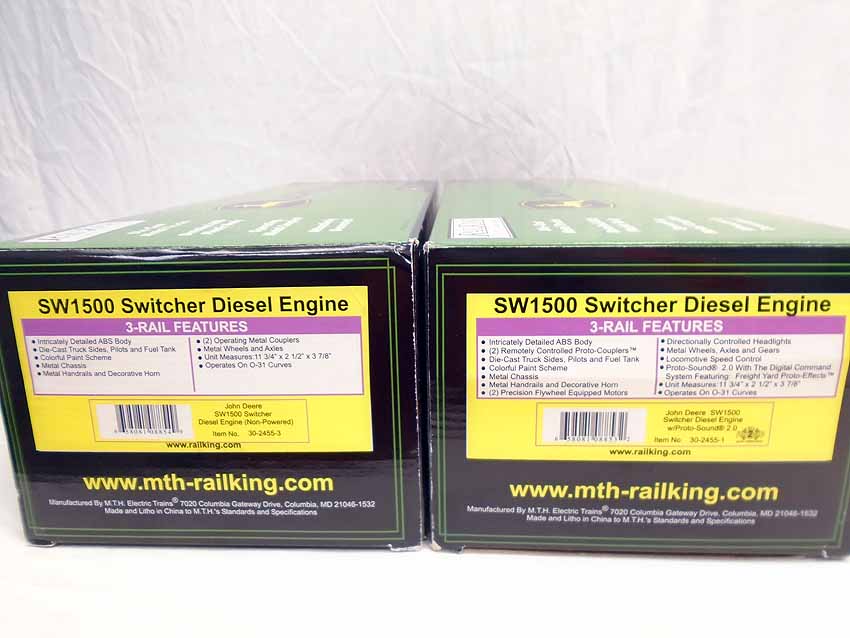 SW1500 Switcher Diesel Engine
3-RAIL FEATURES
• Intricately Detailed ABS Body
• Die-Cast Truck Sides, Pilots and Fuel Tank
• Colorful Paint Scheme
• Metal Chassis
• Metal Handrails and Decorative Horn
• (2) Operating Metal Couplers
• Metal Wheels and Axles
• Unit Measures:11 3/4" x 2 1/2" x 3 7/8"
• Operates On O-31 Curves
John Deere
SW1500 Switcher
Diesel Engine (Non-Powered)
Item No. 30-2455-3
www.railking.com
www.mth-railking.com
Manufactured By M.T.H. Electric Trains® 7020 Columbia Gateway Drive, Columbia, MD 21046-1532
Made and Litho in China to M.T.H.'s Standards and Specifications
SW1500 Switcher Diesel Engine
3-RAIL FEATURES
• Intricately Detailed ABS Body
• (2) Remotely Controlled Proto-Couplers™
• Die-Cast Truck Sides, Pilots and Fuel Tank
• Colorful Paint Scheme
• Metal Chassis
• Metal Handrails and Decorative Horn
• (2) Precision Flywheel Equipped Motors
• Directionally Controlled Headlights
• Metal Wheels, Axles and Gears
• Locomotive Speed Control
• Proto-Sound® 2.0 With The Digital Command
System Featuring: Freight Yard Proto-Effects™
• Unit Measures:11 3/4" x 2 1/2" x 3 7/8"
• Operates On O-31 Curves
John Deere SW1500
Switcher Diesel Engine
w/Proto-Sound® 2.0
Item No. 30-2455-1
www.railking.com
www.mth-railking.com
Manufactured By M.T.H. Electric Trains® 7020 Columbia Gateway Drive, Columbia, MD 21046-1532
Made and Litho in China to M.T.H.'s Standards and Specifications